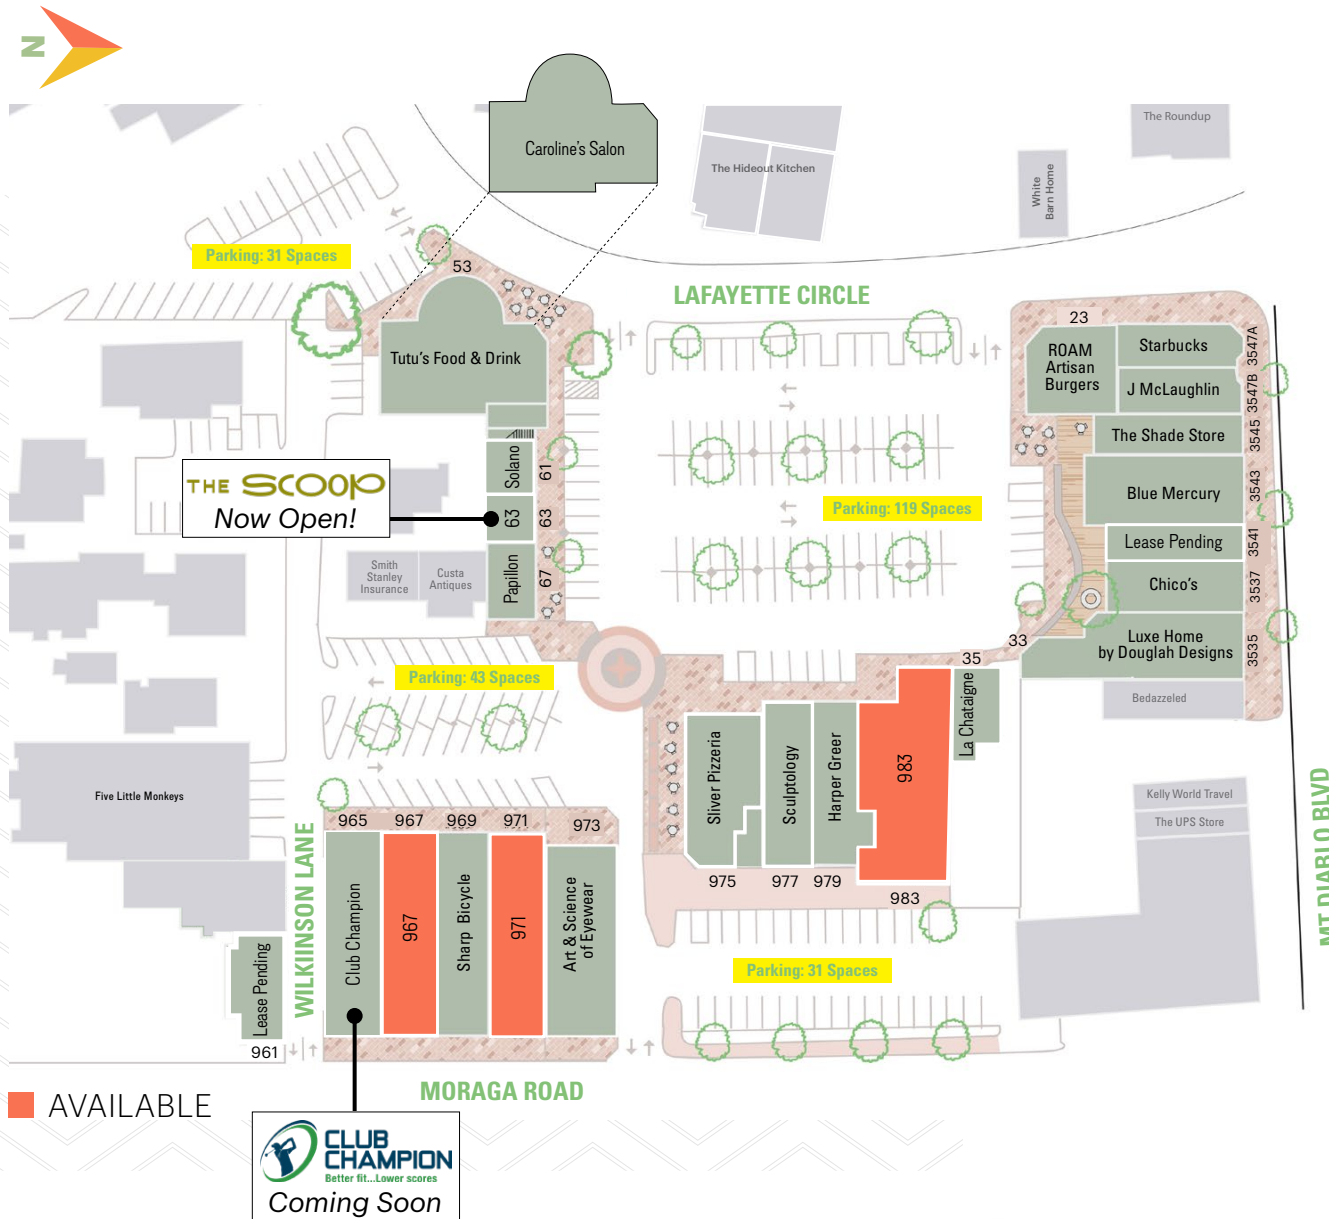 N
Caroline's Salon
The Hideout Kitchen
The Roundup
White
Barn Home
Parking: 31 Spaces
53
LAFAYETTE CIRCLE
Tutu's Food & Drink
23
ROAM
Artisan
Burgers
Starbucks
3547A
J McLaughlin
3547B
The Shade Store
3545
Blue Mercury
3543
Lease Pending
3541
Chico's
3537
Luxe Home
by Douglah Designs
3535
33
Bedazzeled
THE SCOOP
Now Open!
Solano
61
63
63
Papillon
67
Smith
Stanley
Insurance
Custa
Antiques
Parking: 119 Spaces
Parking: 43 Spaces
35
La Chataigne
Sliver Pizzeria
Sculptology
Harper Greer
983
975
977
979
983
Kelly World Travel
The UPS Store
MT DIABLO BLVD
Five Little Monkeys
WILKIINSON LANE
965
967
969
971
973
Club Champion
967
Sharp Bicycle
971
Art & Science
of Eyewear
Lease Pending
961
Parking: 31 Spaces
MORAGA ROAD
AVAILABLE
CLUB
CHAMPION
Better fit...Lower scores
Coming Soon